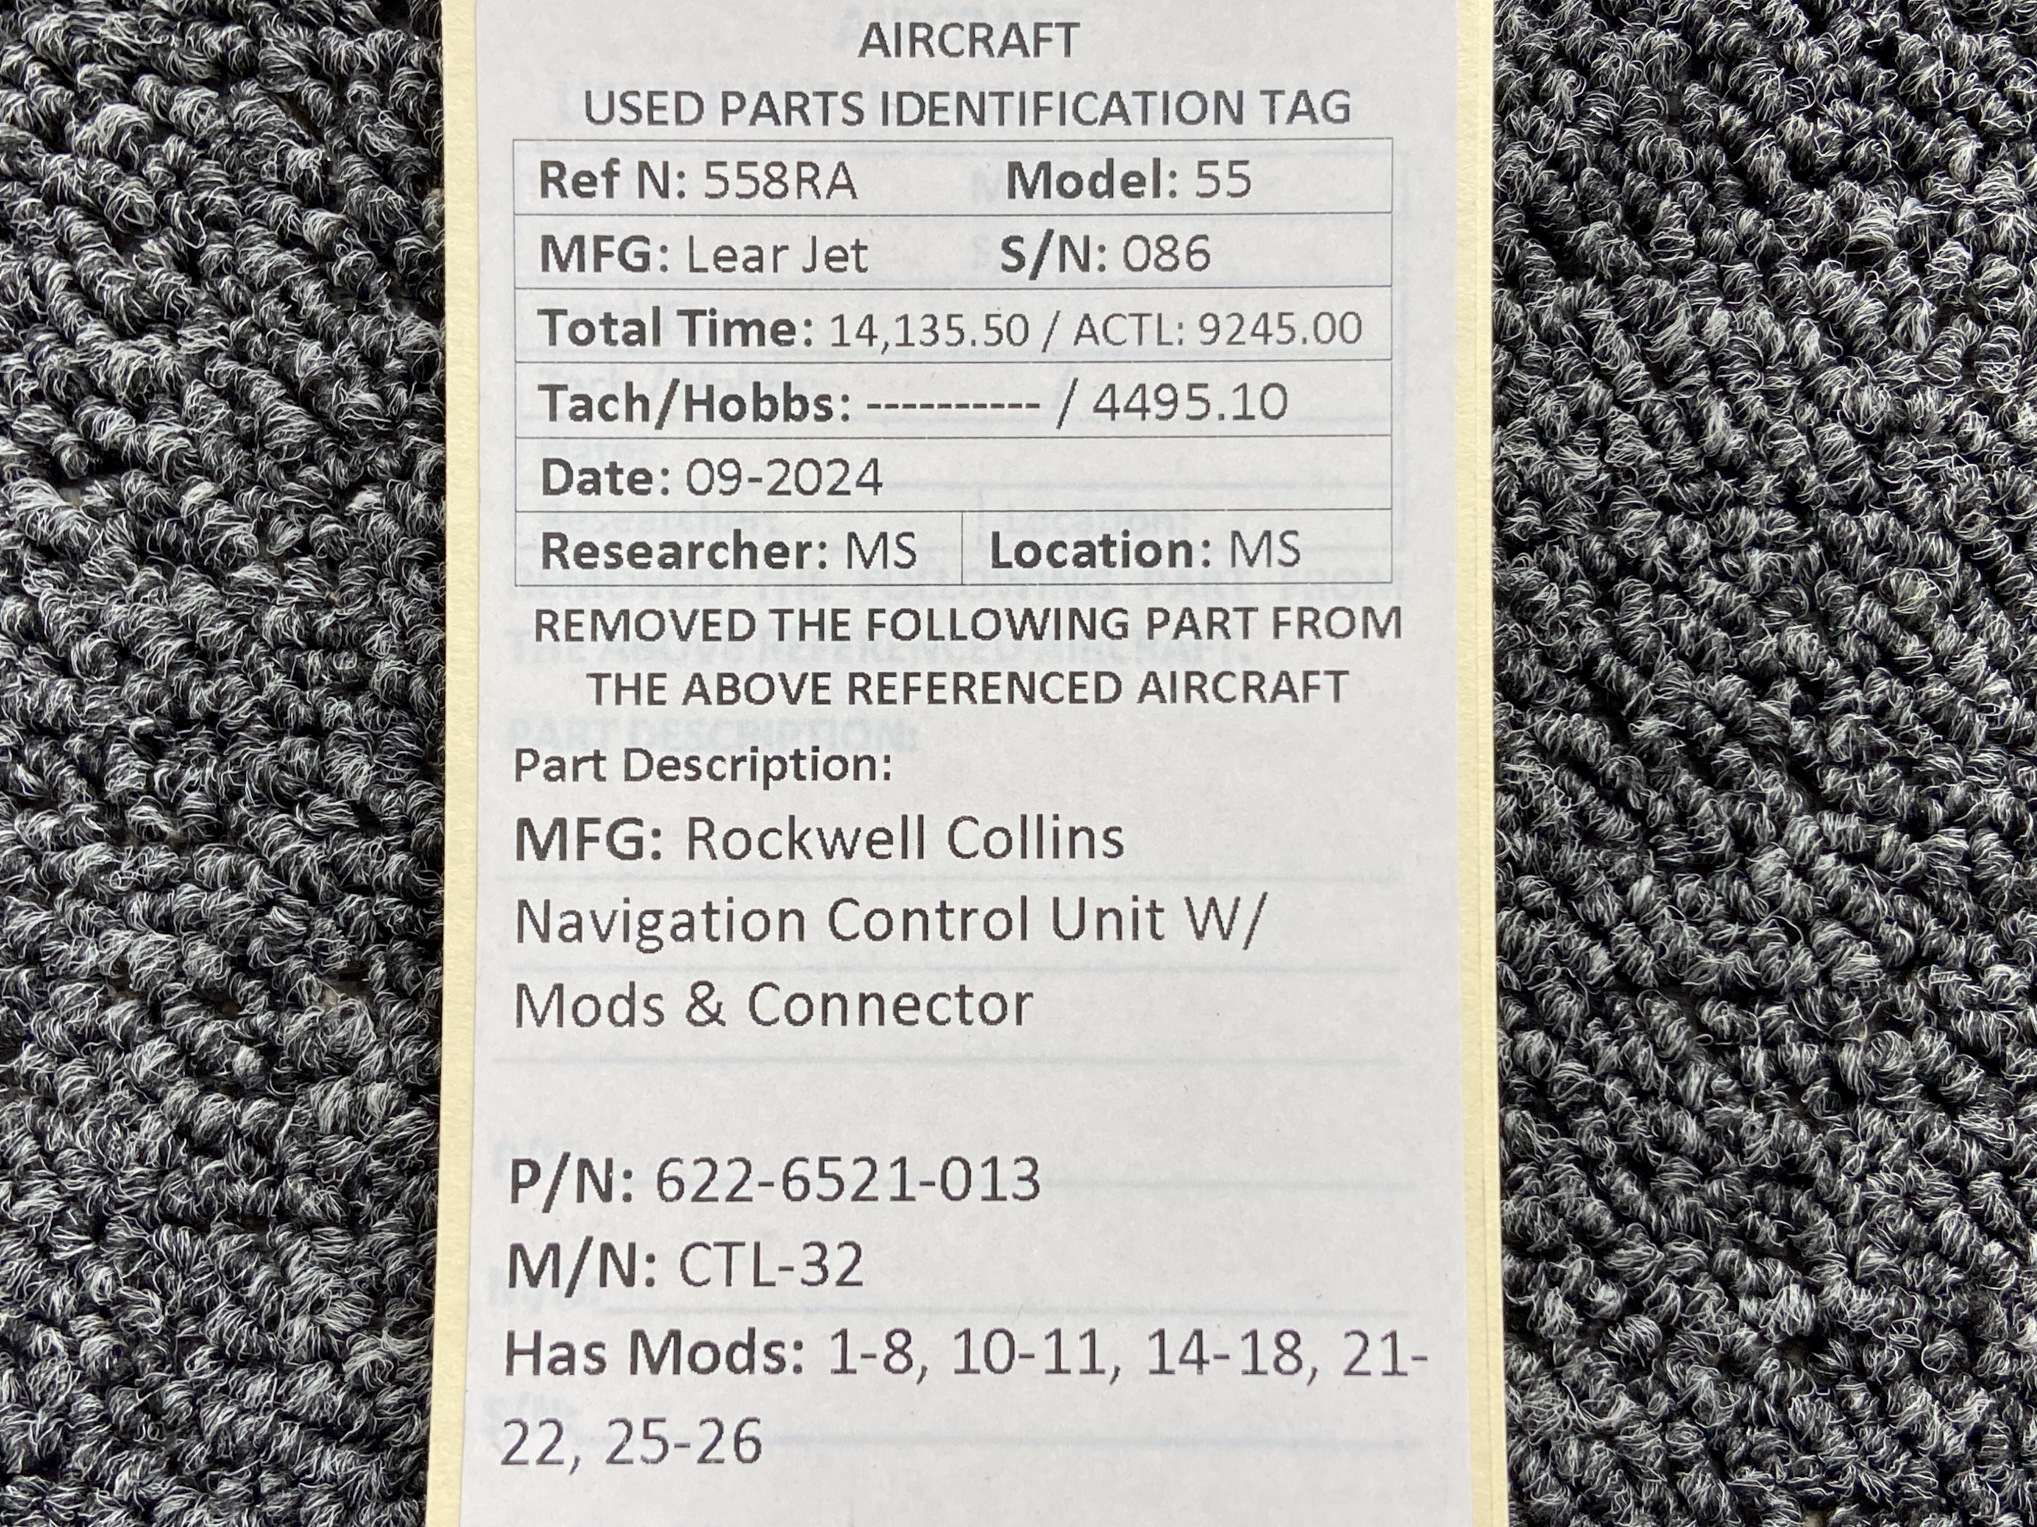 AIRCRAFT
USED PARTS IDENTIFICATION TAG
Ref N: 558RA Model: 55
MFG: Lear Jet S/N: 086
Total Time: 14,135.50 / ACTL: 9245.00
Tach/Hobbs: ---------- / 4495.10
Date: 09-2024
Researcher: MS Location: MS
REMOVED THE FOLLOWING PART FROM
THE ABOVE REFERENCED AIRCRAFT
Part Description:
MFG: Rockwell Collins
Navigation Control Unit W/
Mods & Connector
P/N: 622-6521-013
M/N: CTL-32
Has Mods: 1-8, 10-11, 14-18, 21-
22, 25-26